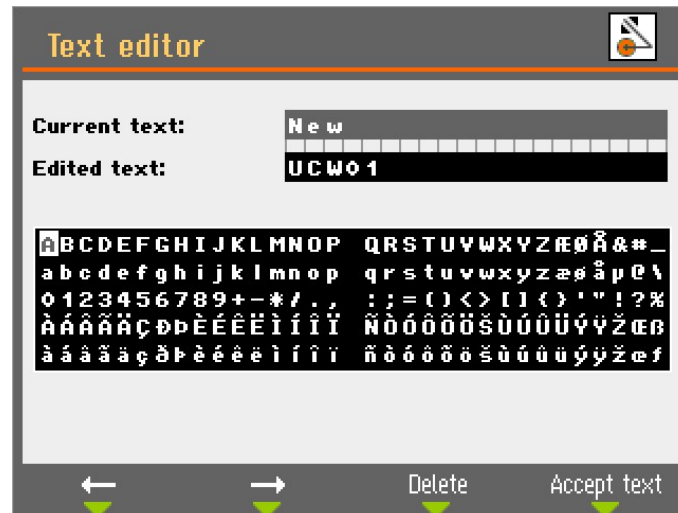 Text editor
Current text: New
Edited text: UCW01
ABCDEFGHIJKLMNOP QRSTUVWXYZÆØÅ&#_
abcdefghijklmnop qrstuvwxyzæøåµ@\
0123456789+-*/., :;=()<>[]{}'"!?%
ÀÁÂÃÄÇÐÞÈÉÊËÌÍÎÏ ÑÒÓÔÕÖŠÙÚÛÜÝŸŽŒß
àáâãäçðÞèéêëìíîï ñòóôõöšùúûüýÿžœƒ
← → Delete Accept text